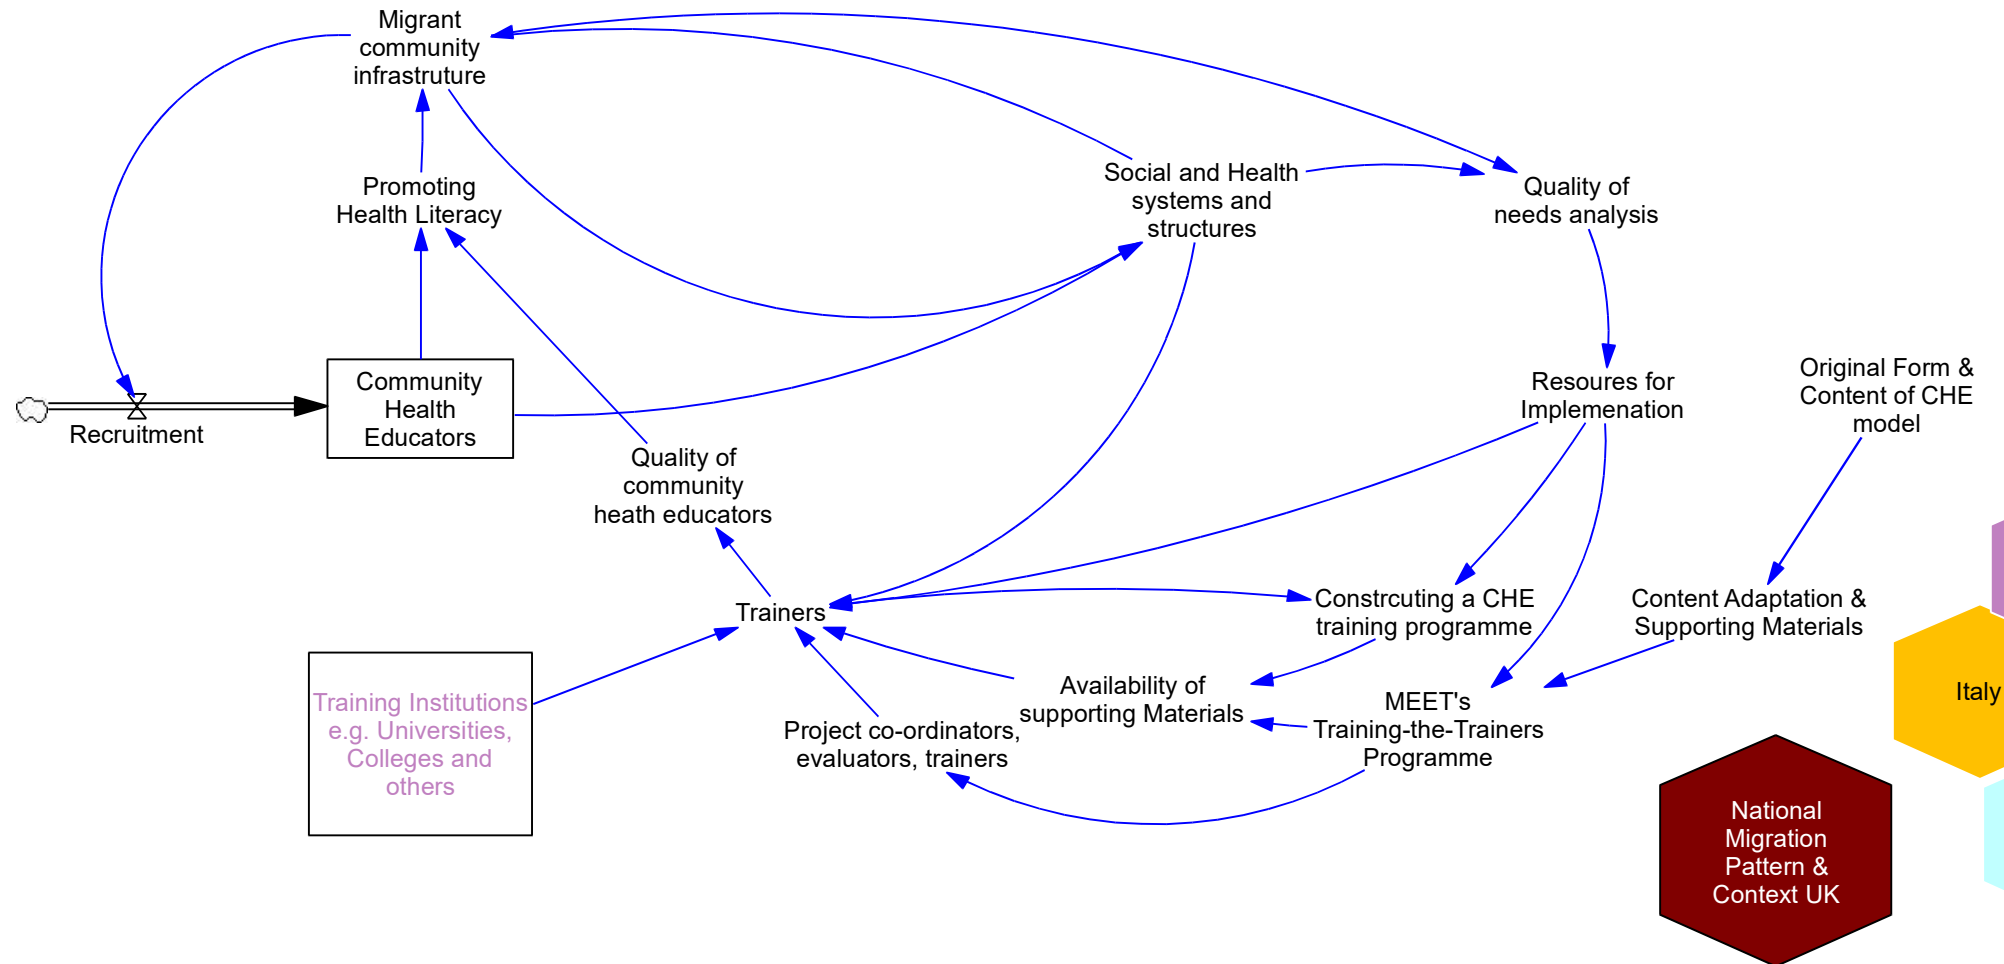 Migrant
community
infrastruture
Promoting
Health Literacy
Social and Health
systems and
structures
Quality of
needs analysis
Community
Health
Educators
Recruitment
Resoures for
Implemenation
Original Form &
Content of CHE
model
Quality of
community
heath educators
Trainers
Constrcuting a CHE
training programme
Content Adaptation &
Supporting Materials
Training Institutions
e.g. Universities,
Colleges and
others
Project co-ordinators,
evaluators, trainers
Availability of
supporting Materials
MEET's
Training-the-Trainers
Programme
Italy
National
Migration
Pattern &
Context UK